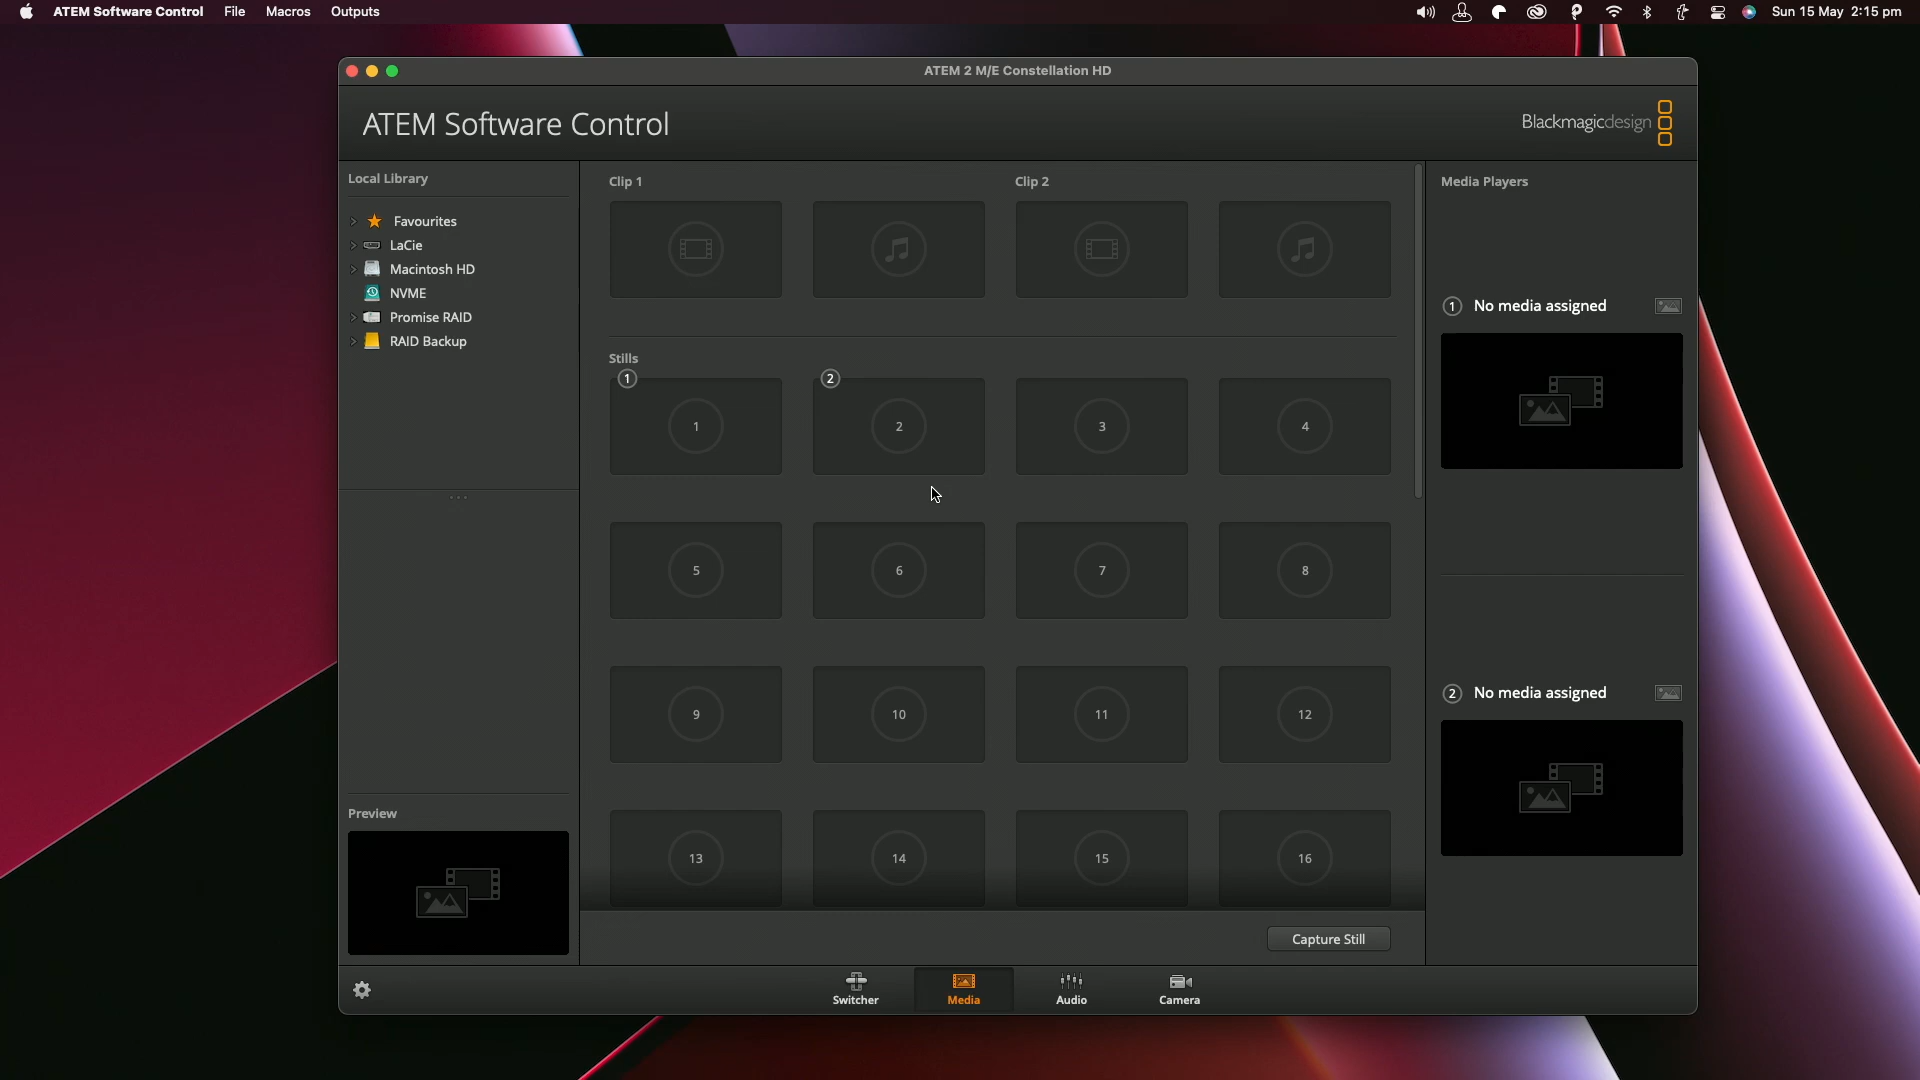 ATEM Software Control File Macros Outputs
Sun 15 May 2:15 pm
ATEM 2 M/E Constellation HD
ATEM Software Control
Blackmagicdesign
Local Library
Favourites
LaCie
Macintosh HD
NVME
Promise RAID
RAID Backup
Preview
Clip 1
Clip 2
Stills
1
2
1
2
3
4
5
6
7
8
9
10
11
12
13
14
15
16
Capture Still
Media Players
1 No media assigned
2 No media assigned
Switcher
Media
Audio
Camera